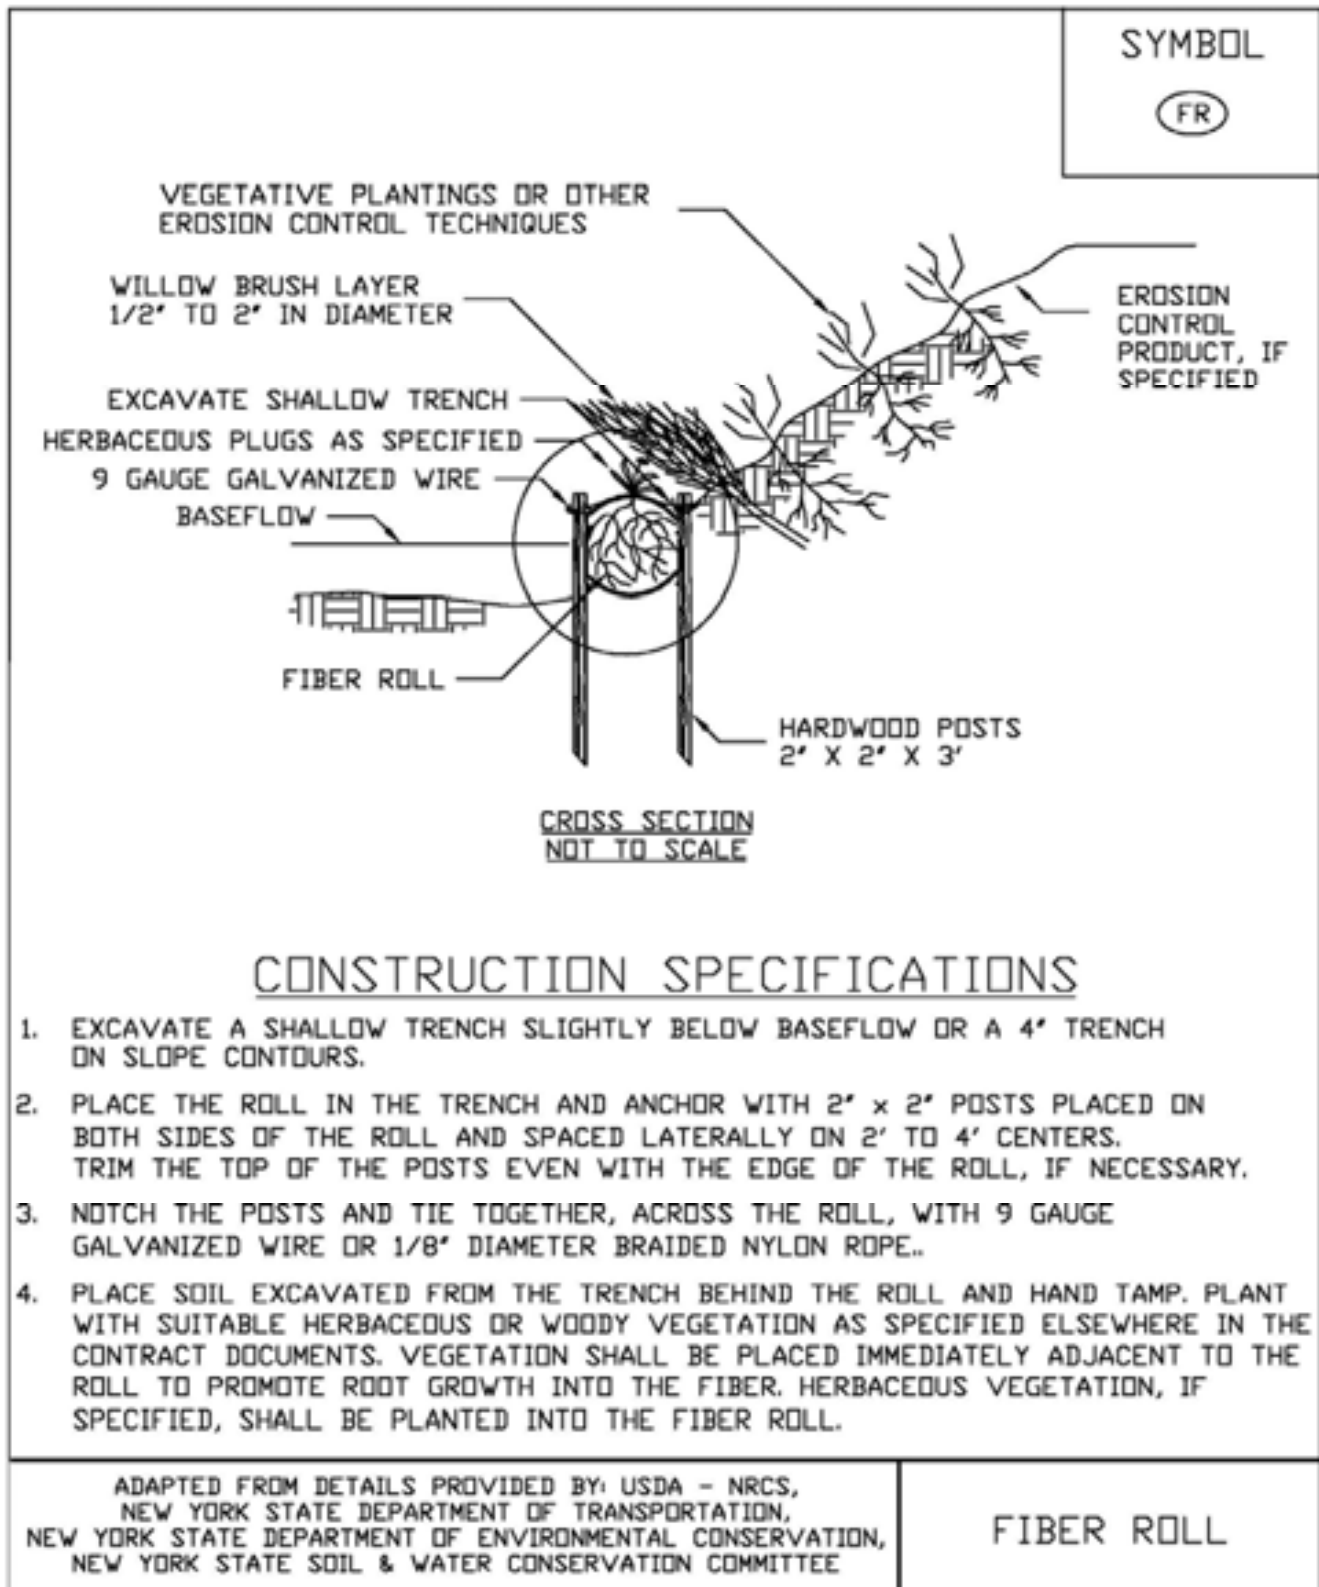 SYMBOL
FR
VEGETATIVE PLANTINGS OR OTHER
EROSION CONTROL TECHNIQUES
WILLOW BRUSH LAYER
1/2" TO 2" IN DIAMETER
EXCAVATE SHALLOW TRENCH
HERBACEOUS PLUGS AS SPECIFIED
9 GAUGE GALVANIZED WIRE
BASEFLOW
EROSION
CONTROL
PRODUCT, IF
SPECIFIED
FIBER ROLL
HARDWOOD POSTS
2" X 2" X 3'
CROSS SECTION
NOT TO SCALE
CONSTRUCTION SPECIFICATIONS
1. EXCAVATE A SHALLOW TRENCH SLIGHTLY BELOW BASEFLOW OR A 4" TRENCH
ON SLOPE CONTOURS.
2. PLACE THE ROLL IN THE TRENCH AND ANCHOR WITH 2" x 2" POSTS PLACED ON
BOTH SIDES OF THE ROLL AND SPACED LATERALLY ON 2' TO 4' CENTERS.
TRIM THE TOP OF THE POSTS EVEN WITH THE EDGE OF THE ROLL, IF NECESSARY.
3. NOTCH THE POSTS AND TIE TOGETHER, ACROSS THE ROLL, WITH 9 GAUGE
GALVANIZED WIRE OR 1/8" DIAMETER BRAIDED NYLON ROPE..
4. PLACE SOIL EXCAVATED FROM THE TRENCH BEHIND THE ROLL AND HAND TAMP. PLANT
WITH SUITABLE HERBACEOUS OR WOODY VEGETATION AS SPECIFIED ELSEWHERE IN THE
CONTRACT DOCUMENTS. VEGETATION SHALL BE PLACED IMMEDIATELY ADJACENT TO THE
ROLL TO PROMOTE ROOT GROWTH INTO THE FIBER. HERBACEOUS VEGETATION, IF
SPECIFIED, SHALL BE PLANTED INTO THE FIBER ROLL.
ADAPTED FROM DETAILS PROVIDED BY: USDA - NRCS,
NEW YORK STATE DEPARTMENT OF TRANSPORTATION,
NEW YORK STATE DEPARTMENT OF ENVIRONMENTAL CONSERVATION,
NEW YORK STATE SOIL & WATER CONSERVATION COMMITTEE
FIBER ROLL